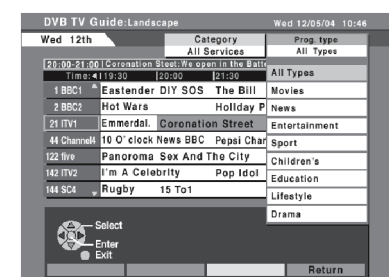 DVB TV Guide:Landscape Wed 12/05/04 10:46
Wed 12th Category Prog. type
All Services All Types
20:00-21:00 Coronation Steet:We open in the Batte
Time: 19:30 20:00 21:30 All Types
1 BBC1 Eastender DIY SOS The Bill Movies
2 BBC2 Hot Wars Holliday P News
21 ITV1 Emmerdal. Coronation Street Entertainment
44 Channel4 10 O'clock News BBC Pepsi Char Sport
122 five Panoroma Sex And The City Children's
142 ITV2 I'm A Celebrity Pop Idol Education
144 SC4 Rugby 15 To1 Lifestyle
Drama
Select
Enter
Exit
Return